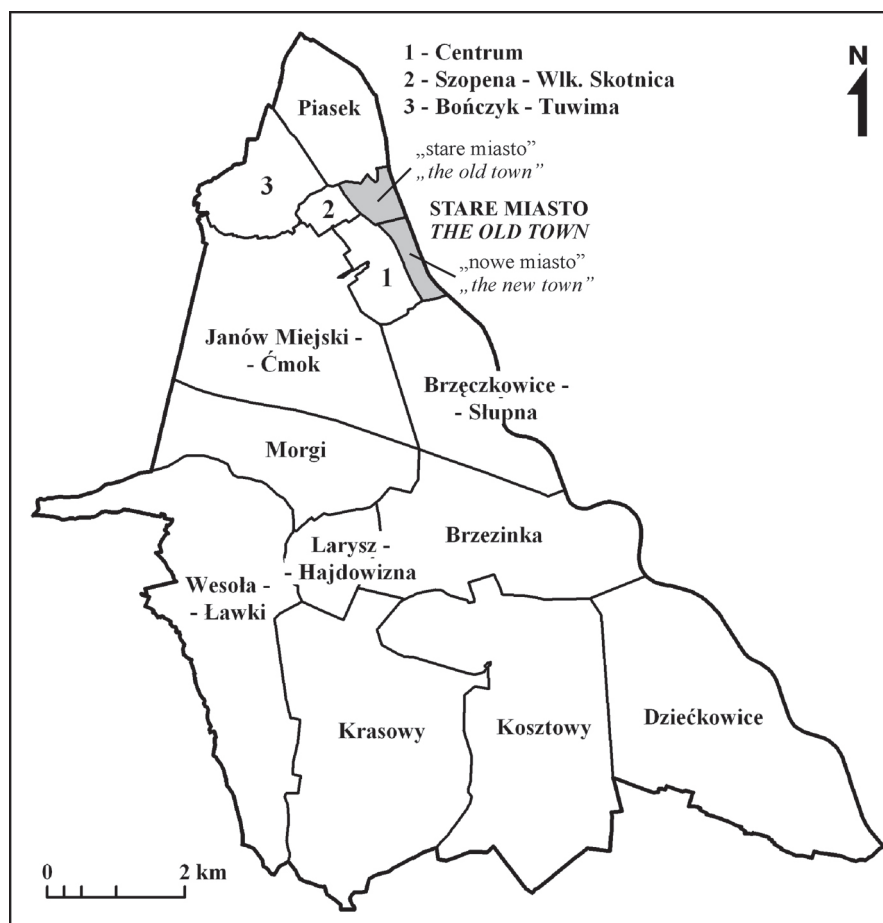 1 - Centrum
2 - Szopena - Wlk. Skotnica
3 - Bończyk - Tuwima
N
Piasek
„stare miasto”
„the old town”
3
2
STARE MIASTO
THE OLD TOWN
„nowe miasto”
„the new town”
1
Janów Miejski -
- Ćmok
Brzęczkowice -
- Słupna
Morgi
Larysz -
- Hajdowizna
Brzezinka
Wesoła -
- Ławki
Krasowy
Kosztowy
Dziećkowice
0
2 km